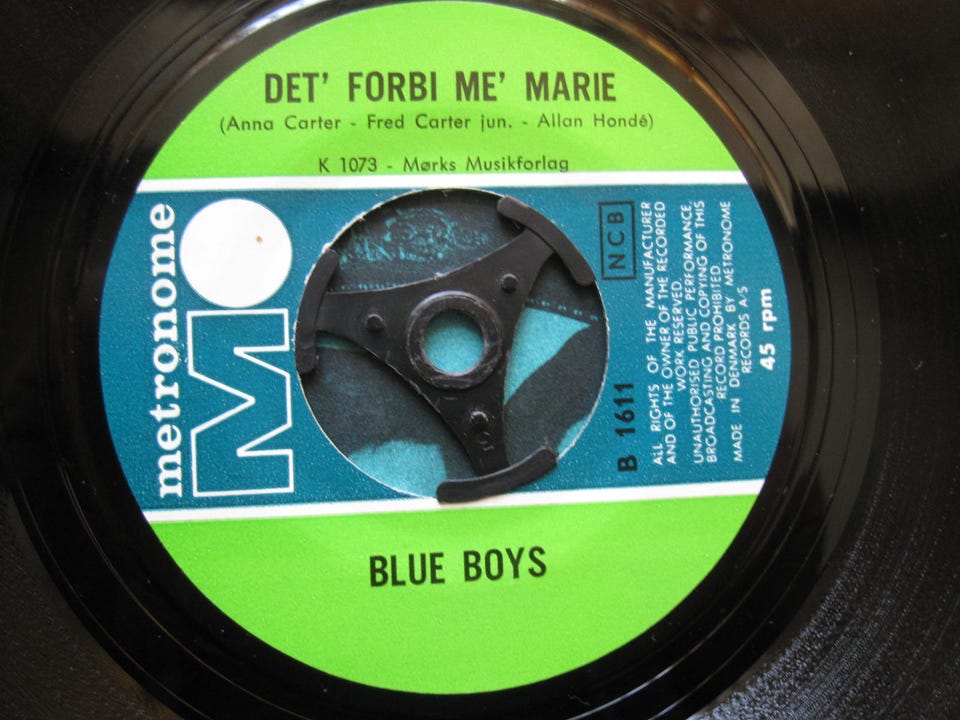 DET' FORBI ME' MARIE
(Anna Carter - Fred Carter jun. - Allan Hondé)
K 1073 - Mørks Musikforlag
metronome
M
NCB
B 1611
ALL RIGHTS OF THE MANUFACTURER
AND OF THE OWNER OF THE RECORDED
WORK RESERVED.
UNAUTHORISED PUBLIC PERFORMANCE,
BROADCASTING AND COPYING OF THIS
RECORD PROHIBITED
MADE IN DENMARK BY METRONOME
RECORDS A-S
45 rpm
BLUE BOYS